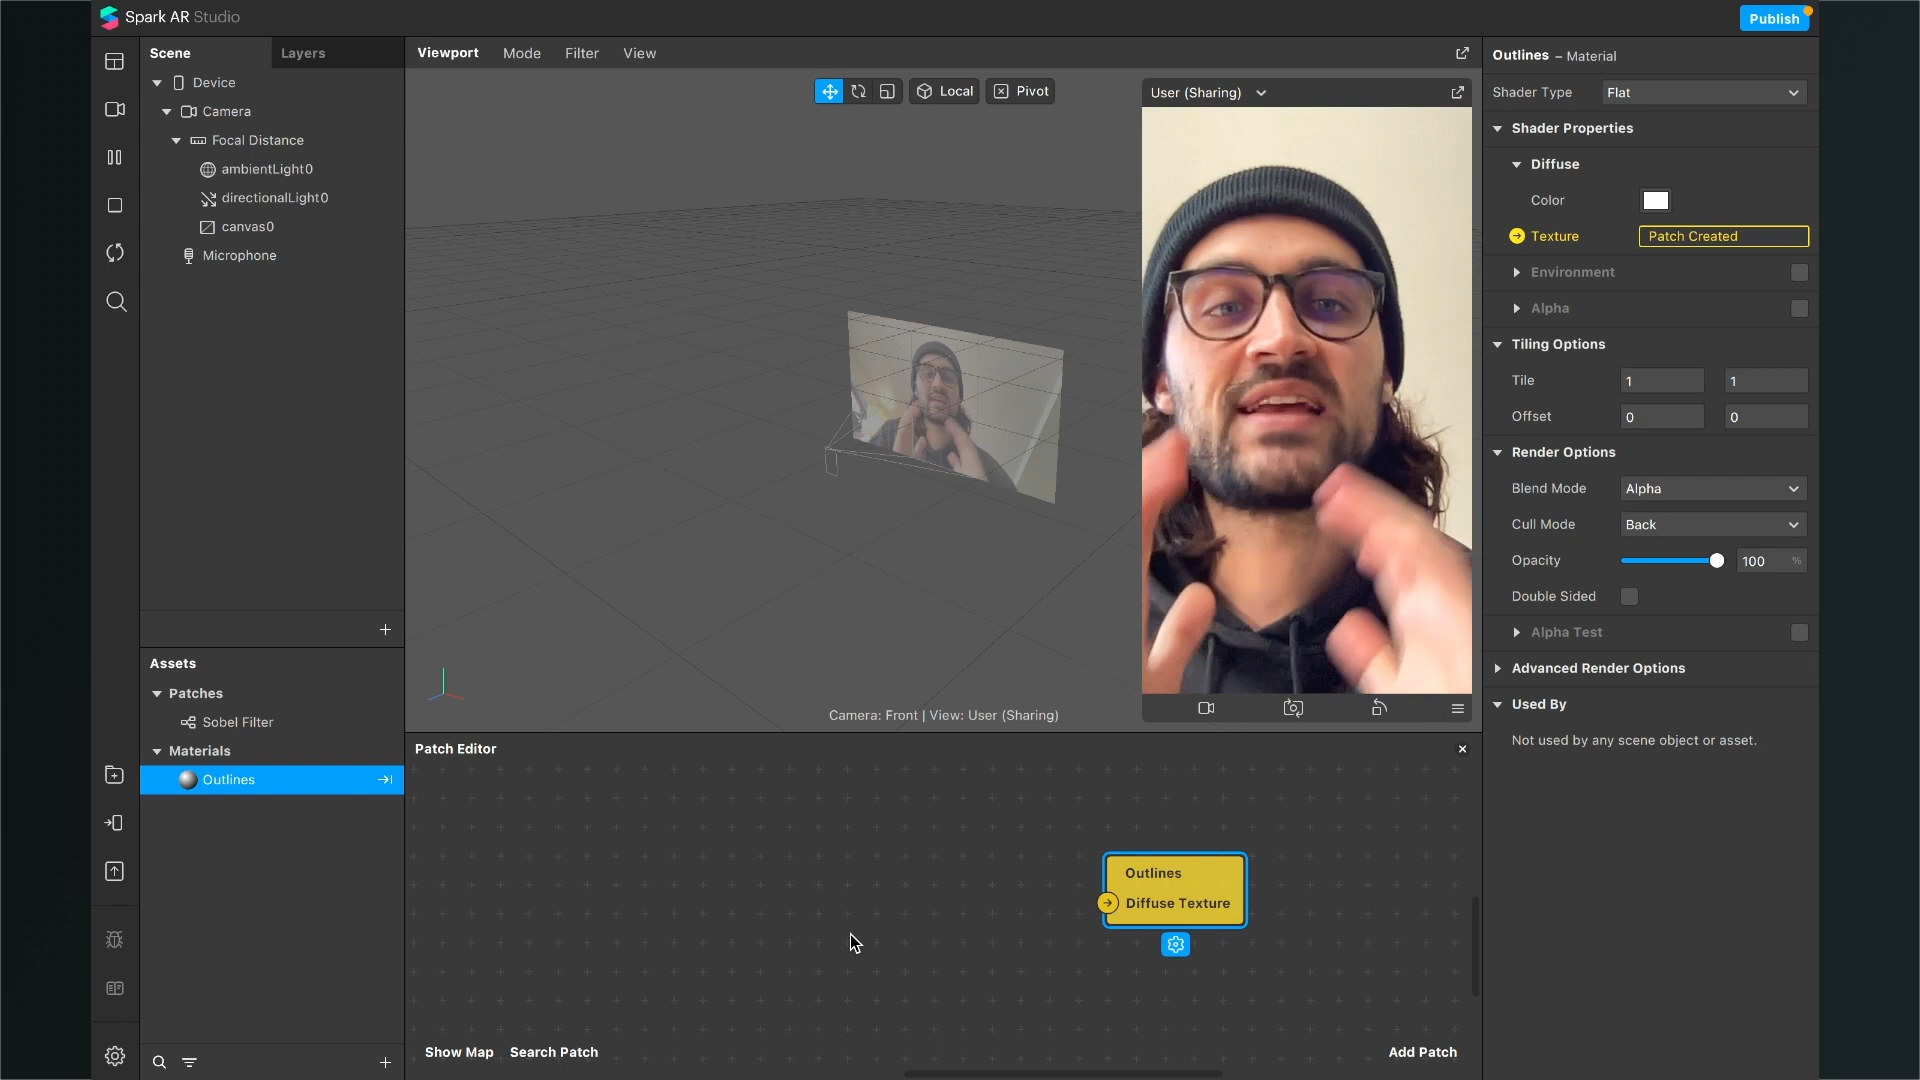 Spark AR Studio
Publish
Scene
Layers
Device
Camera
Focal Distance
ambientLight0
directionalLight0
canvas0
Microphone
Assets
Patches
Sobel Filter
Materials
Outlines
Viewport
Mode
Filter
View
Local
Pivot
User (Sharing)
Camera: Front | View: User (Sharing)
Patch Editor
Outlines
Diffuse Texture
Show Map
Search Patch
Add Patch
Outlines – Material
Shader Type
Flat
Shader Properties
Diffuse
Color
Texture
Patch Created
Environment
Alpha
Tiling Options
Tile
1
1
Offset
0
0
Render Options
Blend Mode
Alpha
Cull Mode
Back
Opacity
100
%
Double Sided
Alpha Test
Advanced Render Options
Used By
Not used by any scene object or asset.